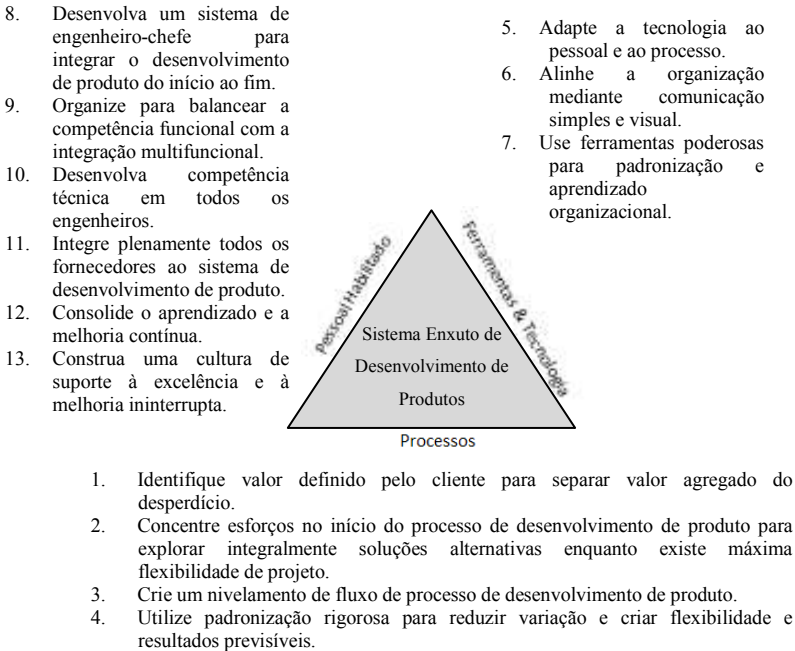 8. Desenvolva um sistema de
engenheiro-chefe para
integrar o desenvolvimento
de produto do início ao fim.
9. Organize para balancear a
competência funcional com a
integração multifuncional.
10. Desenvolva competência
técnica em todos os
engenheiros.
11. Integre plenamente todos os
fornecedores ao sistema de
desenvolvimento de produto.
12. Consolide o aprendizado e a
melhoria contínua.
13. Construa uma cultura de
suporte à excelência e à
melhoria ininterrupta.
5. Adapte a tecnologia ao
pessoal e ao processo.
6. Alinhe a organização
mediante comunicação
simples e visual.
7. Use ferramentas poderosas
para padronização e
aprendizado
organizacional.
Pessoal Habilitado
Ferramentas & Tecnologia
Sistema Enxuto de
Desenvolvimento de
Produtos
Processos
1. Identifique valor definido pelo cliente para separar valor agregado do
desperdício.
2. Concentre esforços no início do processo de desenvolvimento de produto para
explorar integralmente soluções alternativas enquanto existe máxima
flexibilidade de projeto.
3. Crie um nivelamento de fluxo de processo de desenvolvimento de produto.
4. Utilize padronização rigorosa para reduzir variação e criar flexibilidade e
resultados previsíveis.